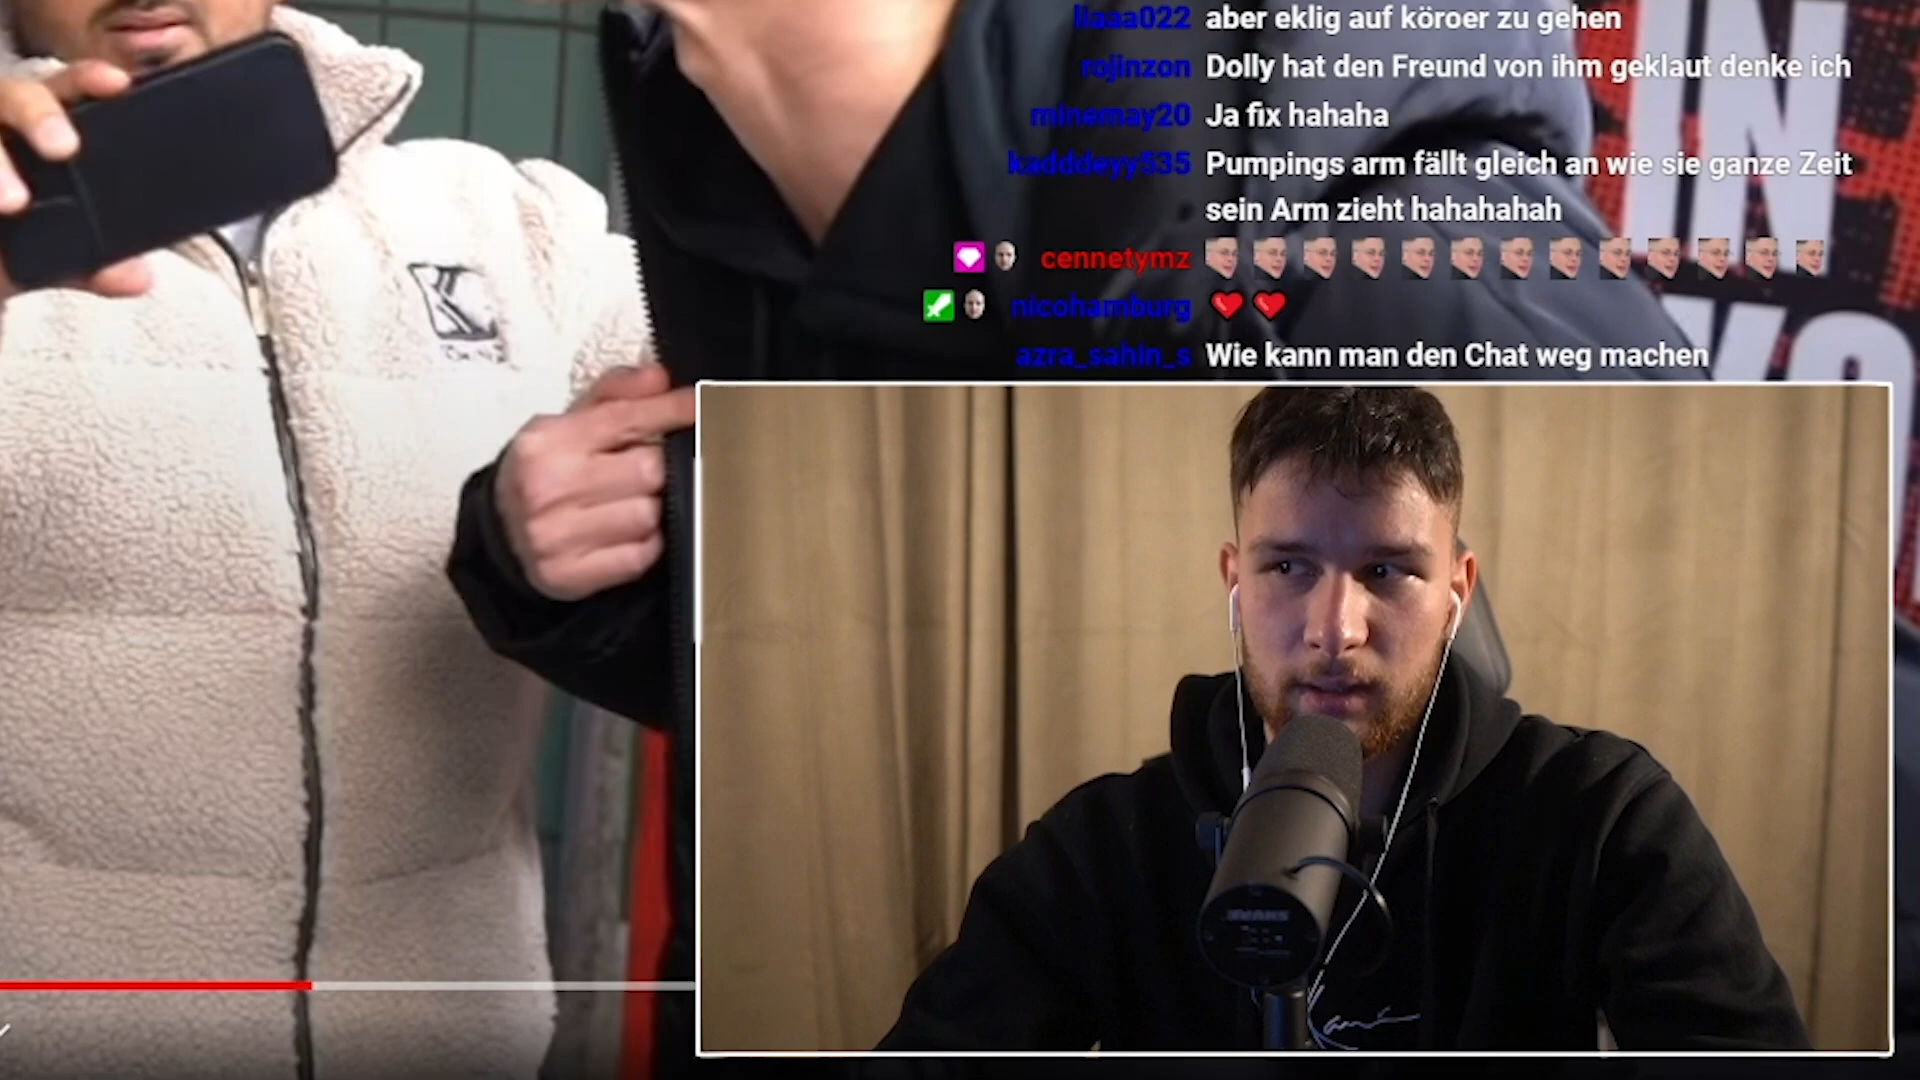 liaaa022 aber eklig auf köroer zu gehen
rojinzon Dolly hat den Freund von ihm geklaut denke ich
minemay20 Ja fix hahaha
kadddeyy535 Pumpings arm fällt gleich an wie sie ganze Zeit
sein Arm zieht hahahahah
cennetymz
nicohamburg
azra_sahin_s Wie kann man den Chat weg machen
IN
YO